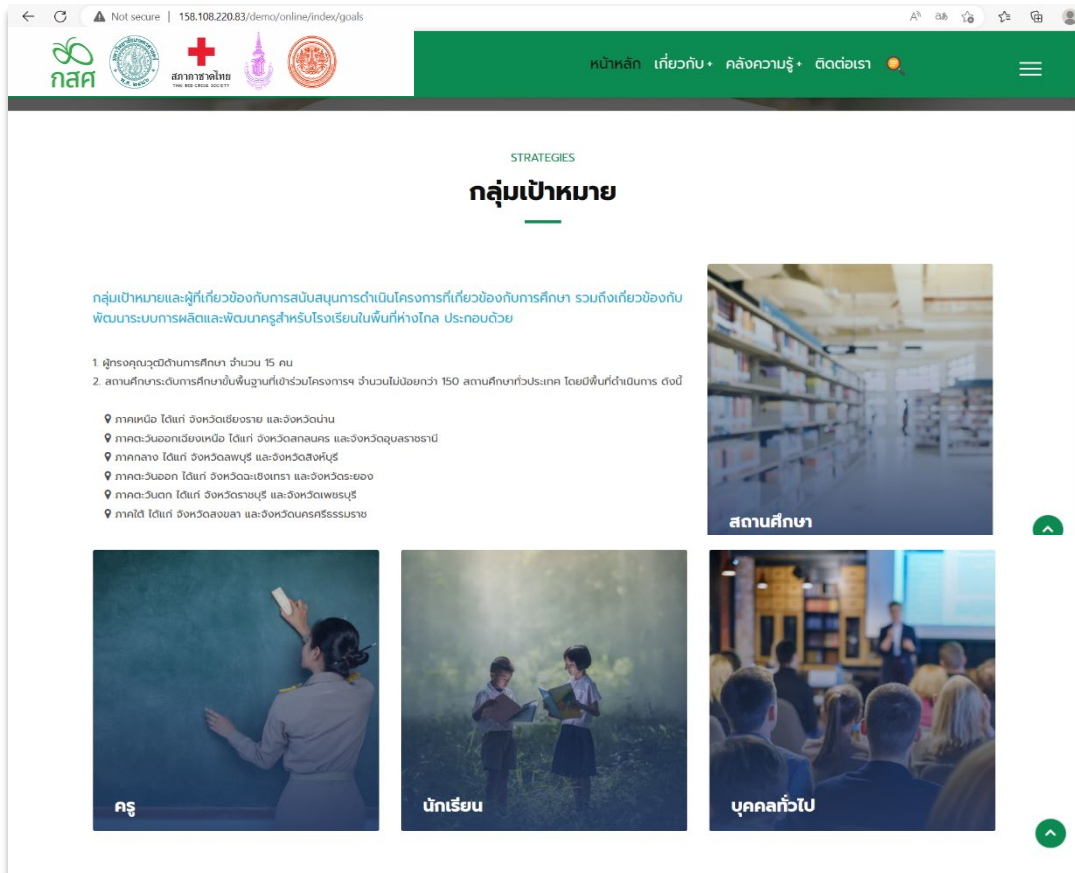 Not secure | 158.108.220.83/demo/online/index/goals
กสศ
สภากาชาดไทย
THAI RED CROSS SOCIETY
หน้าหลัก เกี่ยวกับ+ คลังความรู้+ ติดต่อเรา
STRATEGIES
กลุ่มเป้าหมาย
กลุ่มเป้าหมายและผู้ที่เกี่ยวข้องกับการสนับสนุนการดำเนินโครงการที่เกี่ยวข้องกับการศึกษา รวมถึงเกี่ยวข้องกับ
พัฒนาระบบการผลิตและพัฒนาครูสำหรับโรงเรียนในพื้นที่ห่างไกล ประกอบด้วย
1. ผู้ทรงคุณวุฒิด้านการศึกษา จำนวน 15 คน
2. สถานศึกษาระดับการศึกษาขั้นพื้นฐานที่เข้าร่วมโครงการฯ จำนวนไม่น้อยกว่า 150 สถานศึกษาทั่วประเทศ โดยมีพื้นที่ดำเนินการ ดังนี้
ภาคเหนือ ได้แก่ จังหวัดเชียงราย และจังหวัดน่าน
ภาคตะวันออกเฉียงเหนือ ได้แก่ จังหวัดสกลนคร และจังหวัดอุบลราชธานี
ภาคกลาง ได้แก่ จังหวัดลพบุรี และจังหวัดสิงห์บุรี
ภาคตะวันออก ได้แก่ จังหวัดฉะเชิงเทรา และจังหวัดระยอง
ภาคตะวันตก ได้แก่ จังหวัดราชบุรี และจังหวัดเพชรบุรี
ภาคใต้ ได้แก่ จังหวัดสงขลา และจังหวัดนครศรีธรรมราช
สถานศึกษา
ครู
นักเรียน
บุคคลทั่วไป